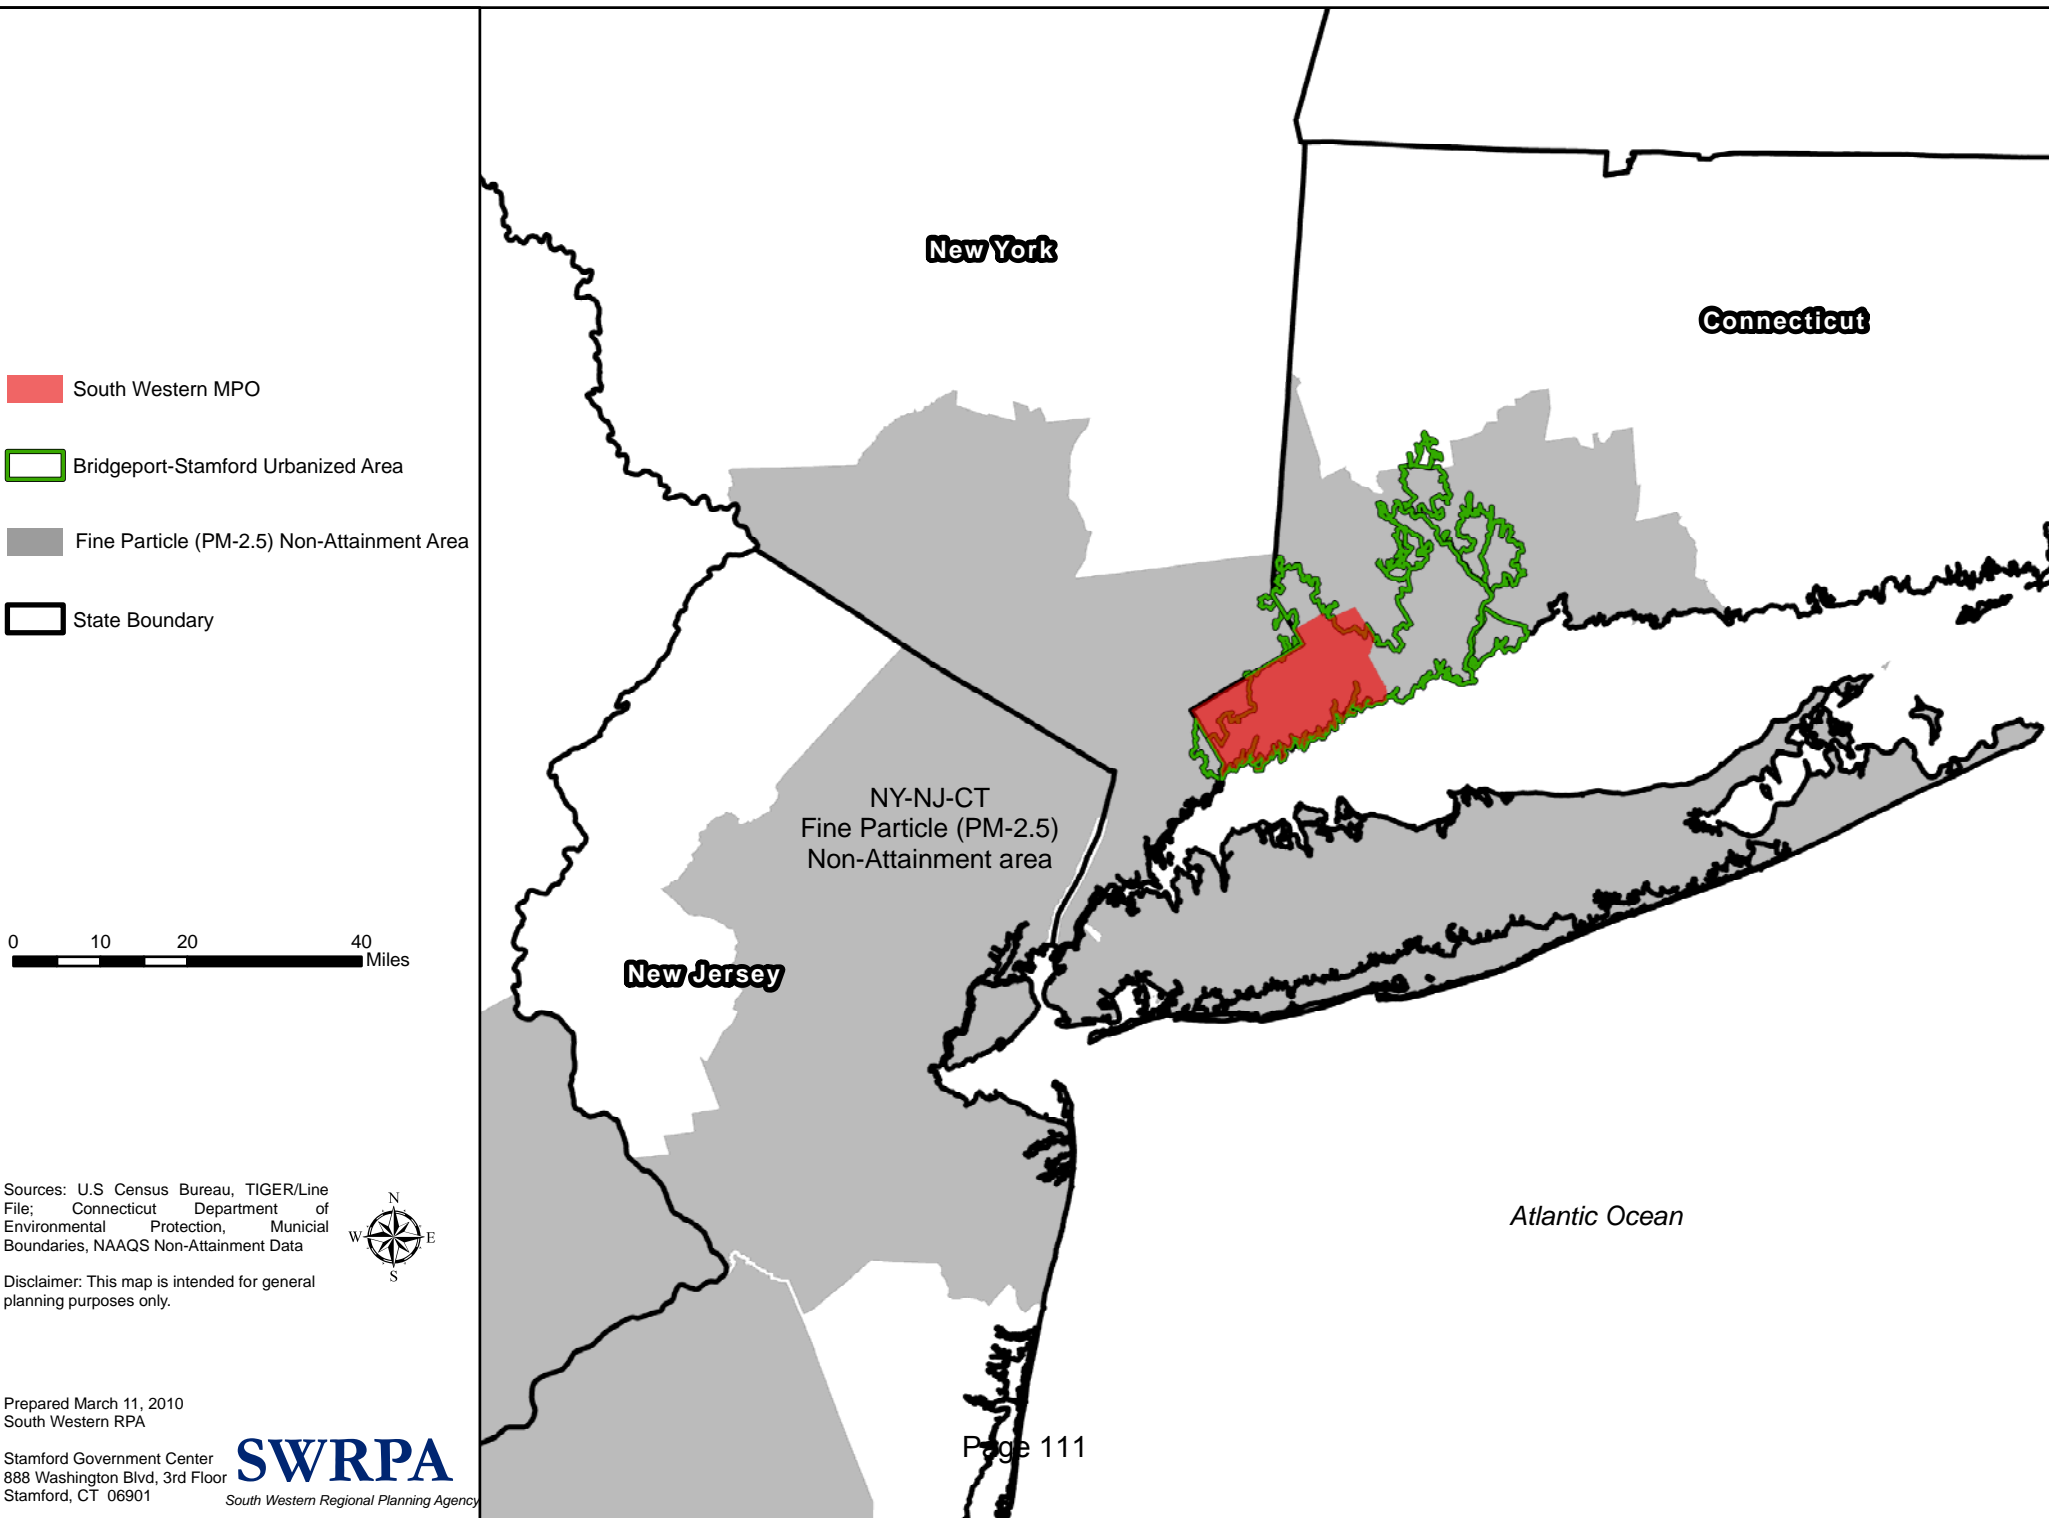 South Western MPO
Bridgeport-Stamford Urbanized Area
Fine Particle (PM-2.5) Non-Attainment Area
State Boundary
0 10 20 40
Miles
Sources: U.S Census Bureau, TIGER/Line
File; Connecticut Department of
Environmental Protection, Municial
Boundaries, NAAQS Non-Attainment Data
N
W E
S
Disclaimer: This map is intended for general
planning purposes only.
Prepared March 11, 2010
South Western RPA
Stamford Government Center
888 Washington Blvd, 3rd Floor
Stamford, CT 06901
SWRPA
South Western Regional Planning Agency
New York
Connecticut
NY-NJ-CT
Fine Particle (PM-2.5)
Non-Attainment area
New Jersey
Atlantic Ocean
Page 111